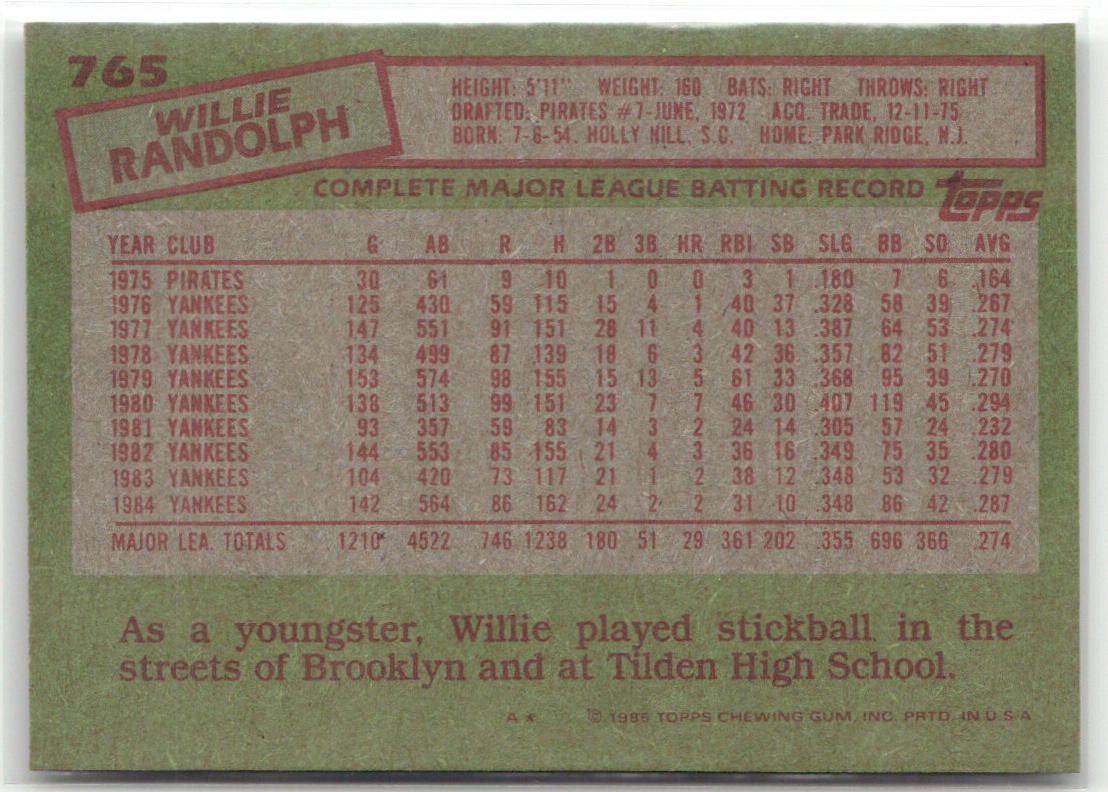 765
WILLIE
RANDOLPH
HEIGHT: 5'11" WEIGHT: 160 BATS: RIGHT THROWS: RIGHT
DRAFTED: PIRATES #7-JUNE, 1972 ACQ. TRADE, 12-11-75
BORN: 7-6-54, HOLLY HILL, S.C. HOME: PARK RIDGE, N.J.
COMPLETE MAJOR LEAGUE BATTING RECORD topps
YEAR CLUB G AB R H 2B 3B HR RBI SB SLG BB SO AVG
1975 PIRATES 30 61 9 10 1 0 0 3 1 .180 7 6 .164
1976 YANKEES 125 430 59 115 15 4 1 40 37 .328 58 39 .267
1977 YANKEES 147 551 91 151 28 11 4 40 13 .387 64 53 .274
1978 YANKEES 134 499 87 139 18 6 3 42 36 .357 82 51 .279
1979 YANKEES 153 574 98 155 15 13 5 61 33 .368 95 39 .270
1980 YANKEES 138 513 99 151 23 7 7 46 30 .407 119 45 .294
1981 YANKEES 93 357 59 83 14 3 2 24 14 .305 57 24 .232
1982 YANKEES 144 553 85 155 21 4 3 36 16 .349 75 35 .280
1983 YANKEES 104 420 73 117 21 1 2 38 12 .348 53 32 .279
1984 YANKEES 142 564 86 162 24 2 2 31 10 .348 86 42 .287
MAJOR LEA. TOTALS 1210 4522 746 1238 180 51 29 361 202 .355 696 366 .274
As a youngster, Willie played stickball in the
streets of Brooklyn and at Tilden High School.
A* © 1985 TOPPS CHEWING GUM, INC. PRTD. IN U.S.A.